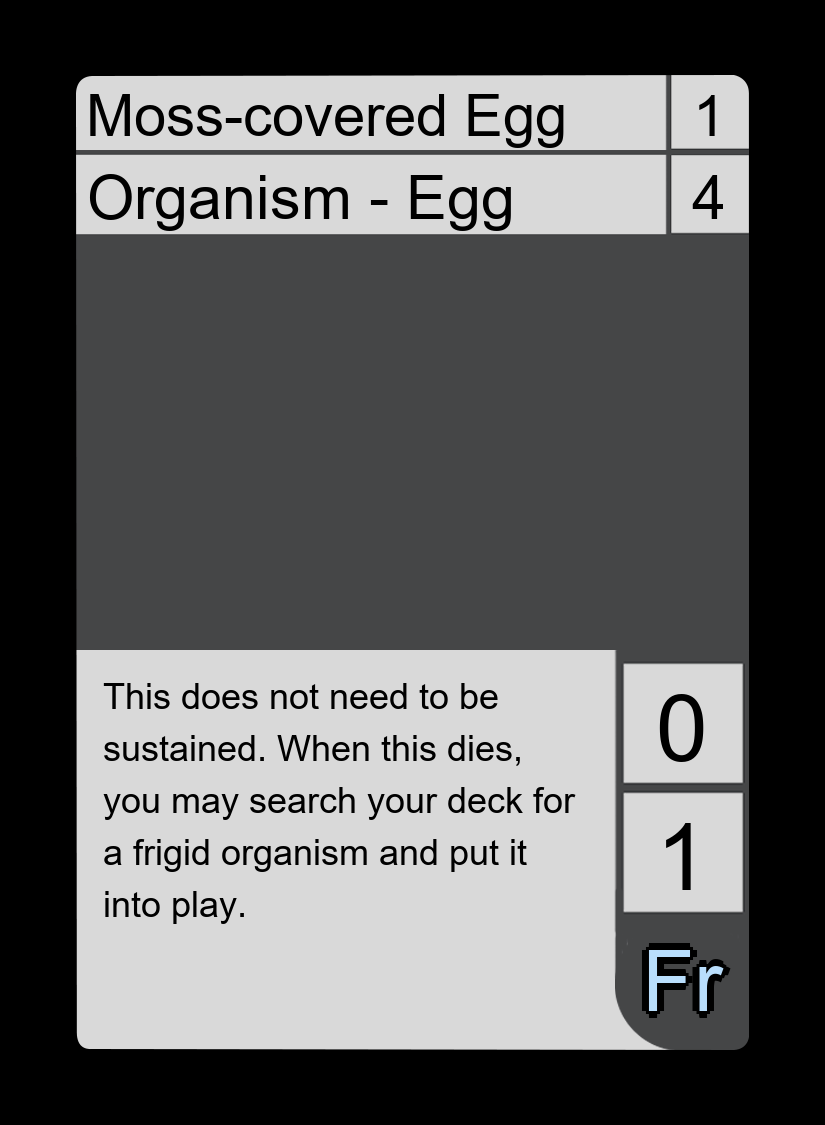 Moss-covered Egg 1
Organism - Egg 4
This does not need to be
sustained. When this dies,
you may search your deck for
a frigid organism and put it
into play.
0
1
Fr